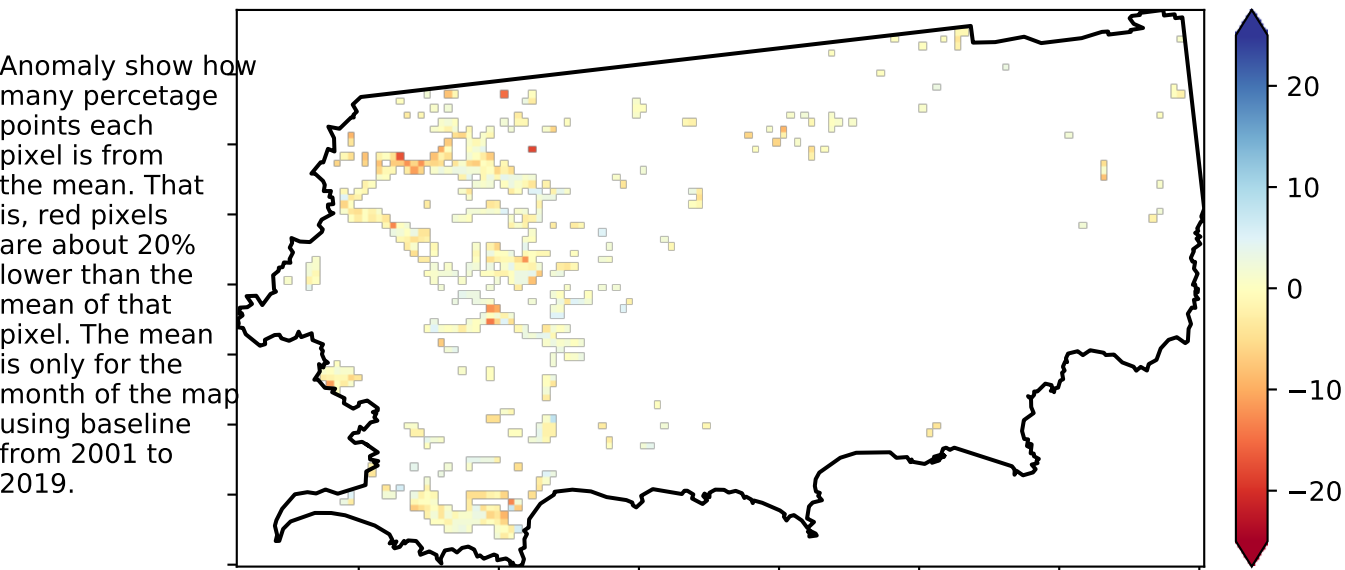 Anomaly show how
many percetage
points each
pixel is from
the mean. That
is, red pixels
are about 20%
lower than the
mean of that
pixel. The mean
is only for the
month of the map
using baseline
from 2001 to
2019.
20
10
0
−10
−20